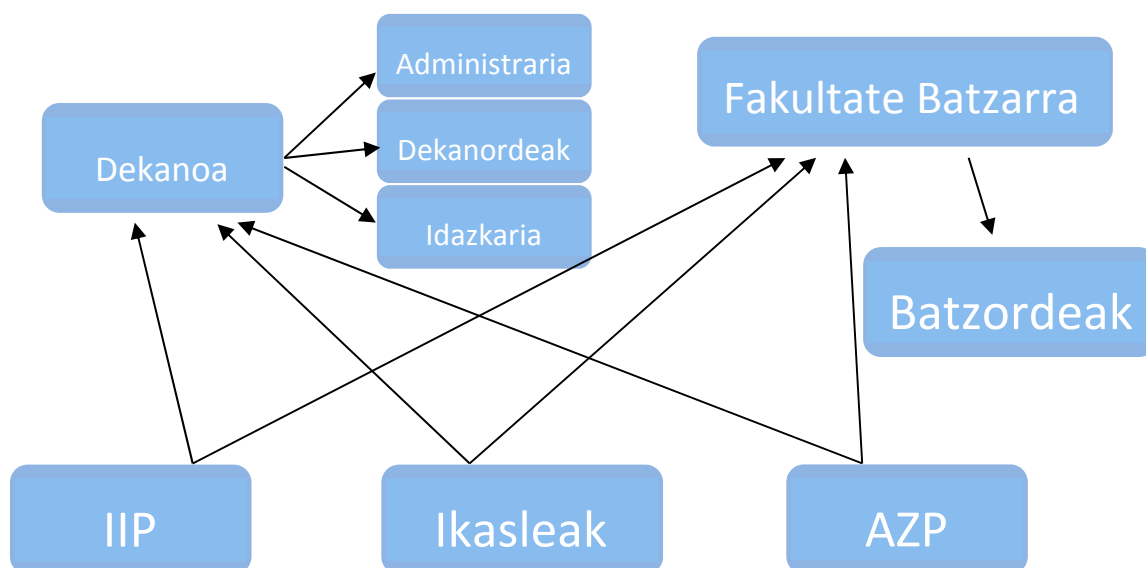 Administraria
Fakultate Batzarra
Dekanoa
Dekanordeak
Idazkaria
Batzordeak
IIP
Ikasleak
AZP